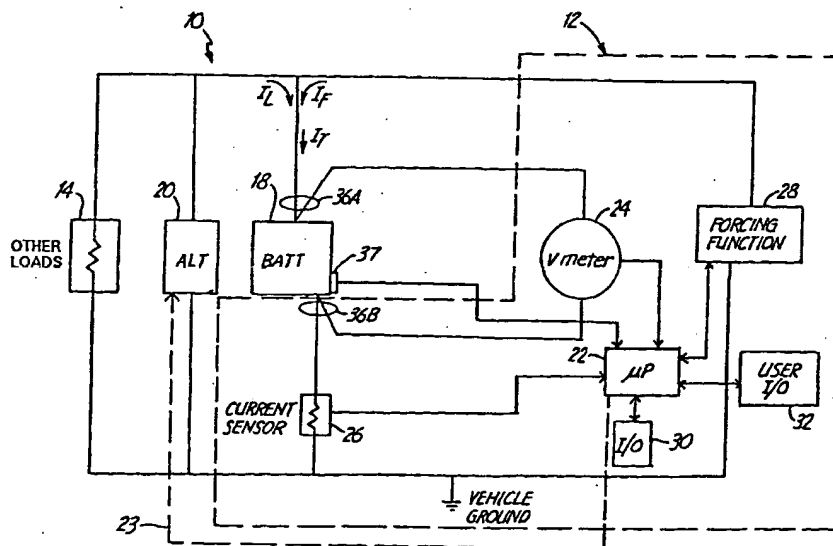 10
12
I_L
I_F
I_T
14
OTHER
LOADS
20
ALT
18
BATT
36A
37
36B
24
V meter
28
FORCING
FUNCTION
22
μP
USER
I/O
32
CURRENT
SENSOR
26
I/O
30
VEHICLE
GROUND
23